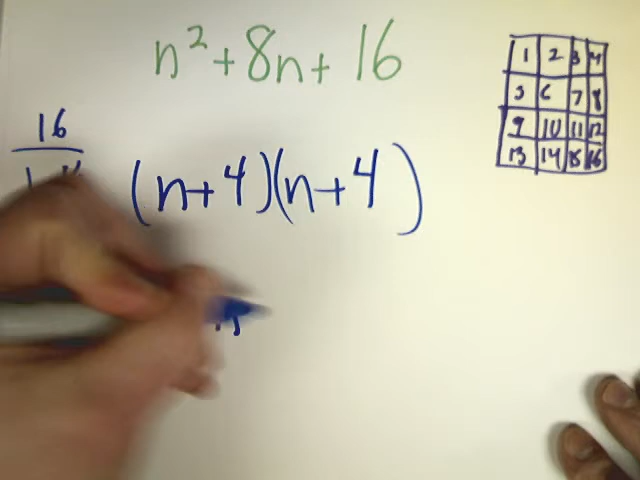 n² + 8n + 16
16
(n+4)(n+4)
1 2 3 4
5 6 7 8
9 10 11 12
13 14 15 16